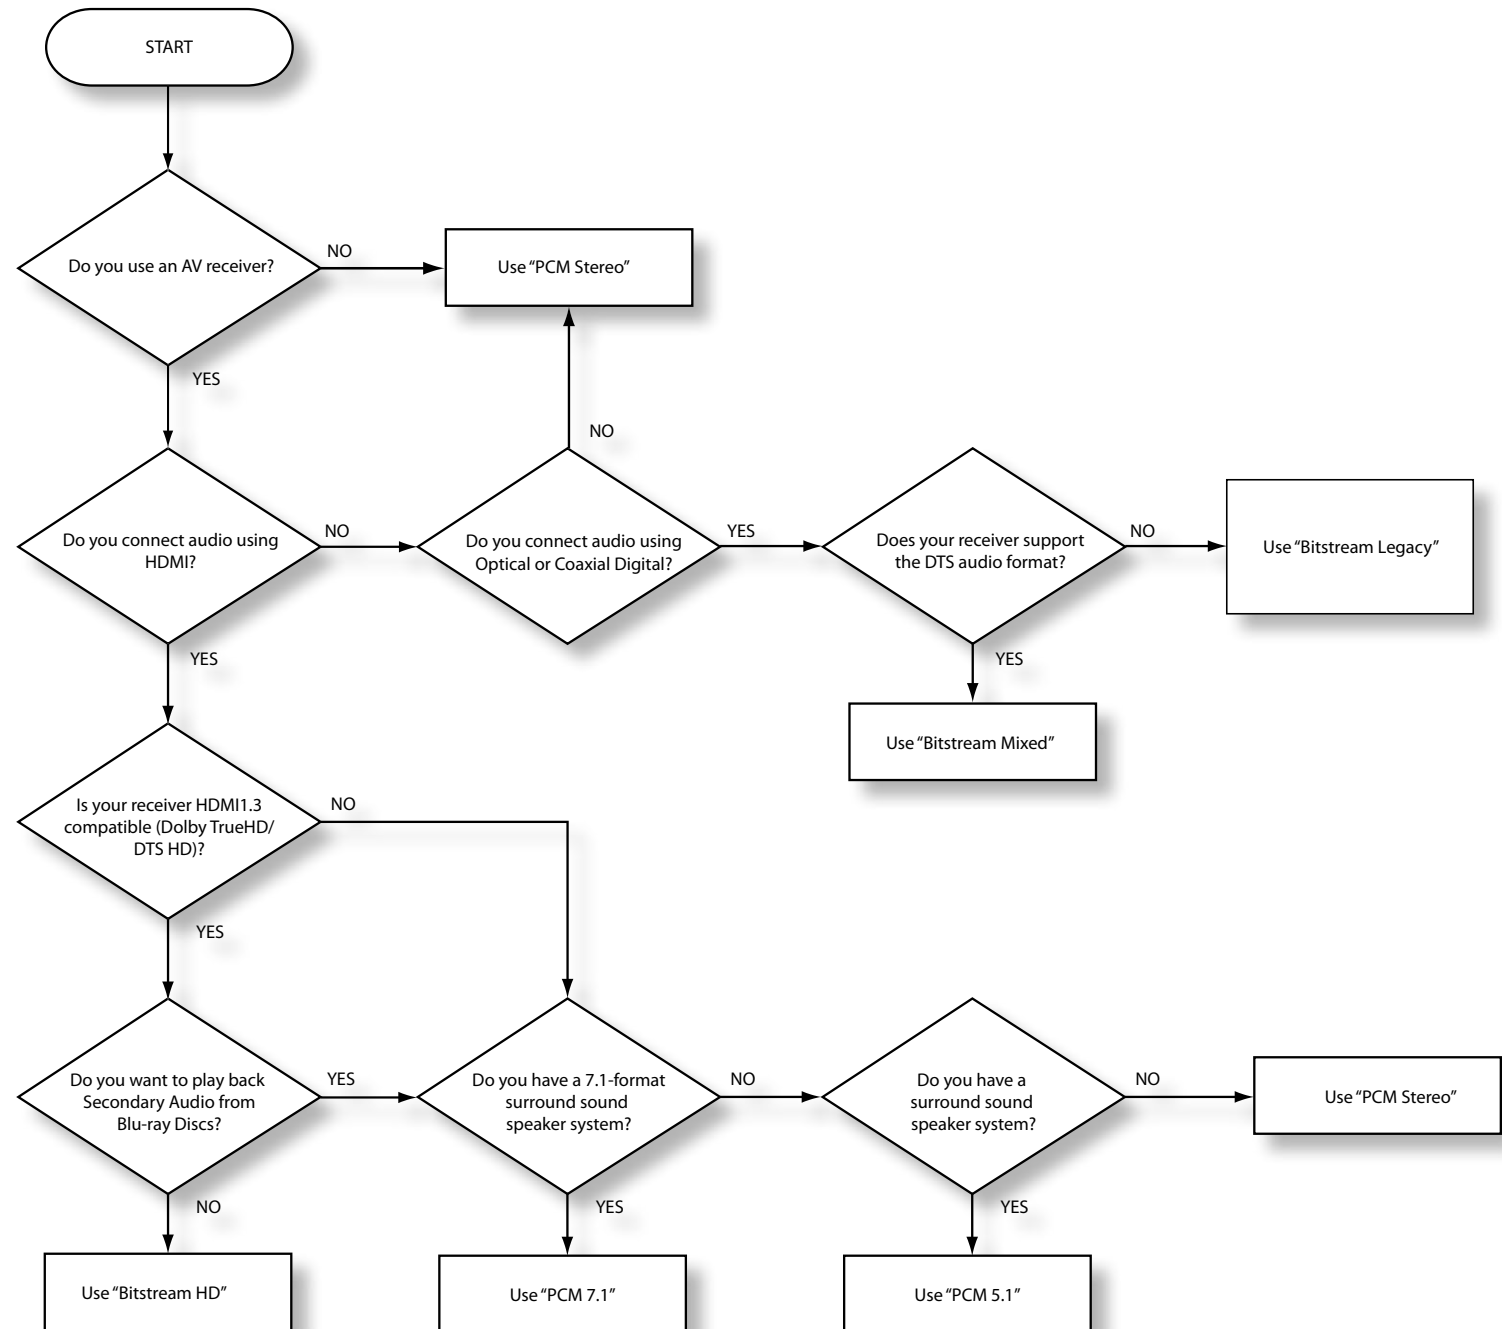 START
Do you use an AV receiver?
NO
Use “PCM Stereo”
YES
NO
Do you connect audio using
HDMI?
NO
Do you connect audio using
Optical or Coaxial Digital?
YES
Does your receiver support
the DTS audio format?
NO
Use “Bitstream Legacy”
YES
YES
Use “Bitstream Mixed”
Is your receiver HDMI1.3
compatible (Dolby TrueHD/
DTS HD)?
NO
YES
Do you want to play back
Secondary Audio from
Blu-ray Discs?
YES
Do you have a 7.1-format
surround sound
speaker system?
NO
Do you have a
surround sound
speaker system?
NO
Use “PCM Stereo”
NO
YES
YES
Use “Bitstream HD”
Use “PCM 7.1”
Use “PCM 5.1”